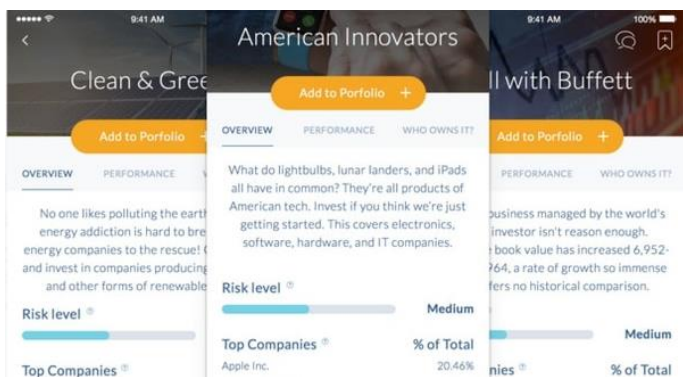 9:41 AM
Clean & Gree
Add to Porfolio +
OVERVIEW PERFORMANCE
No one likes polluting the eart
energy addiction is hard to bre
energy companies to the rescue!
and invest in companies producing
and other forms of renewable
Risk level
Top Companies
American Innovators
Add to Porfolio +
OVERVIEW PERFORMANCE WHO OWNS IT?
What do lightbulbs, lunar landers, and iPads
all have in common? They're all products of
American tech. Invest if you think we're just
getting started. This covers electronics,
software, hardware, and IT companies.
Risk level
Medium
Top Companies % of Total
Apple Inc. 20.46%
9:41 AM 100%
ll with Buffett
Add to Porfolio +
PERFORMANCE WHO OWNS IT?
business managed by the world's
investor isn't reason enough.
book value has increased 6,952-
964, a rate of growth so immense
fers no historical comparison.
Medium
nies % of Total